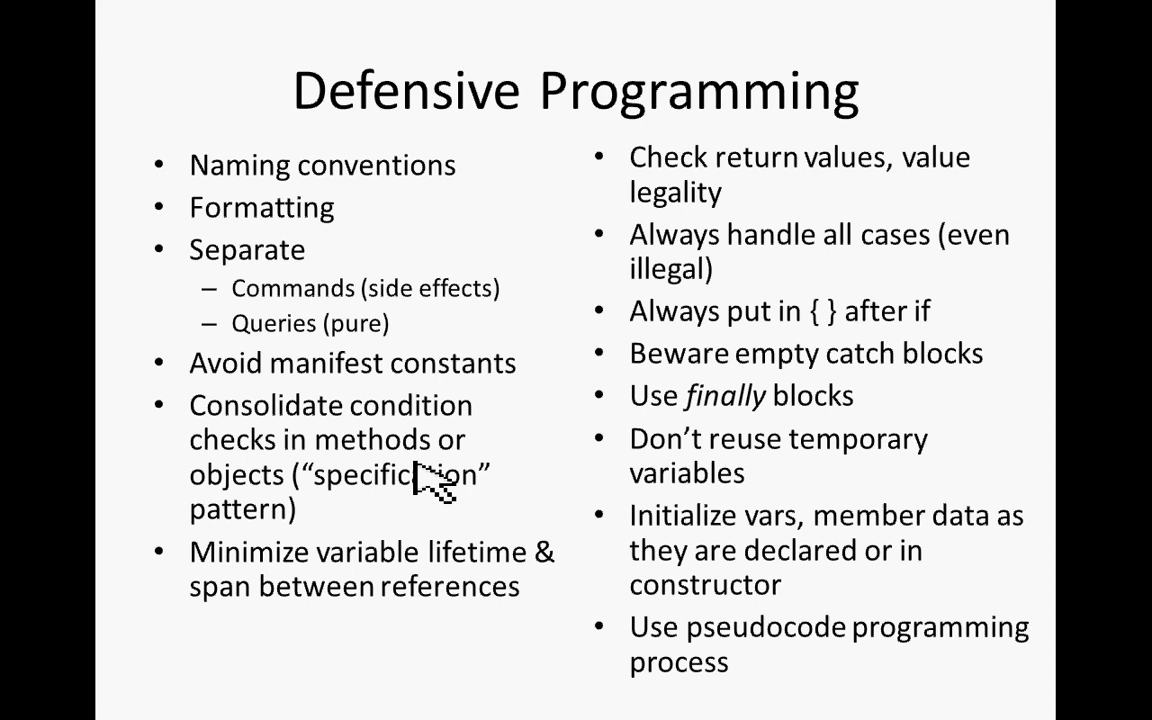 Defensive Programming
• Naming conventions
• Formatting
• Separate
– Commands (side effects)
– Queries (pure)
• Avoid manifest constants
• Consolidate condition
checks in methods or
objects (“specification”
pattern)
• Minimize variable lifetime &
span between references
• Check return values, value
legality
• Always handle all cases (even
illegal)
• Always put in { } after if
• Beware empty catch blocks
• Use finally blocks
• Don’t reuse temporary
variables
• Initialize vars, member data as
they are declared or in
constructor
• Use pseudocode programming
process